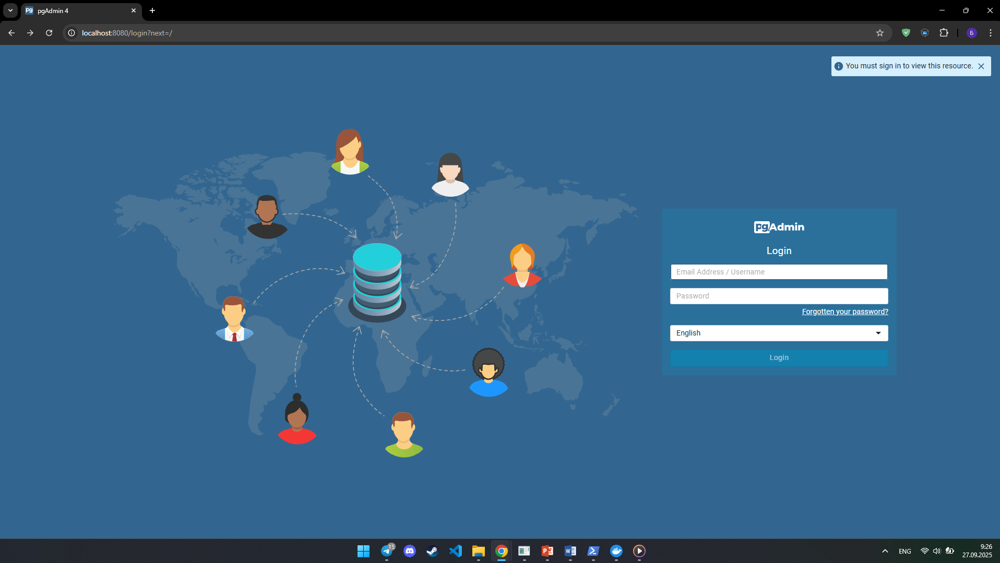 pgAdmin 4
localhost:8080/login?next=/
Б
You must sign in to view this resource.
pgAdmin
Login
Email Address / Username
Password
Forgotten your password?
English
Login
15
ENG
9:26
27.09.2025